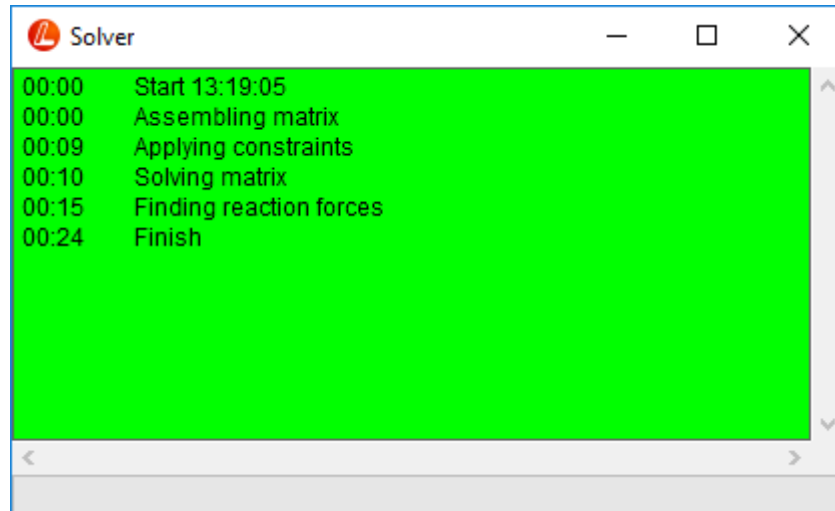 Solver
00:00 Start 13:19:05
00:00 Assembling matrix
00:09 Applying constraints
00:10 Solving matrix
00:15 Finding reaction forces
00:24 Finish